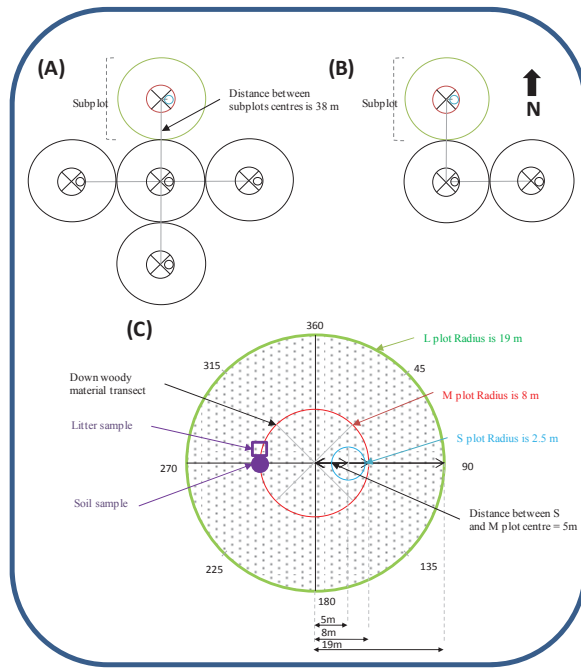 (A)
(B)
Subplot
Distance between
subplots centres is 38 m
Subplot
N
(C)
360
L plot Radius is 19 m
315
45
Down woody
material transect
M plot Radius is 8 m
Litter sample
S plot Radius is 2.5 m
270
90
Soil sample
Distance between S
and M plot centre = 5m
225
135
180
5m
8m
19m